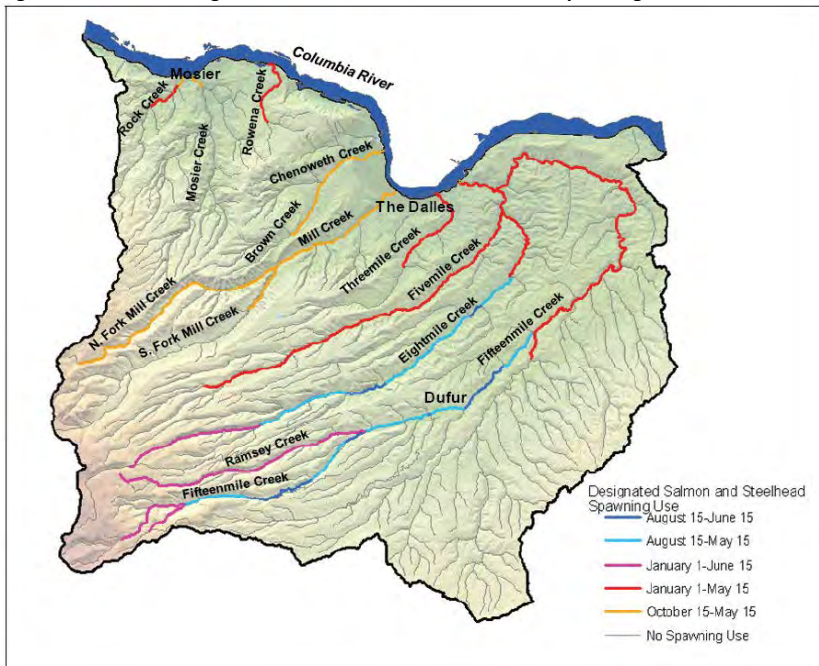 Columbia River
Mosier
Rock Creek
Rowena Creek
Mosier Creek
Chenoweth Creek
The Dalles
Brown Creek
Mill Creek
Threemile Creek
Fivemile Creek
N. Fork Mill Creek
S. Fork Mill Creek
Eightmile Creek
Fifteenmile Creek
Dufur
Ramsey Creek
Fifteenmile Creek
Designated Salmon and Steelhead
Spawning Use
August 15-June 15
August 15-May 15
January 1-June 15
January 1-May 15
October 15-May 15
No Spawning Use